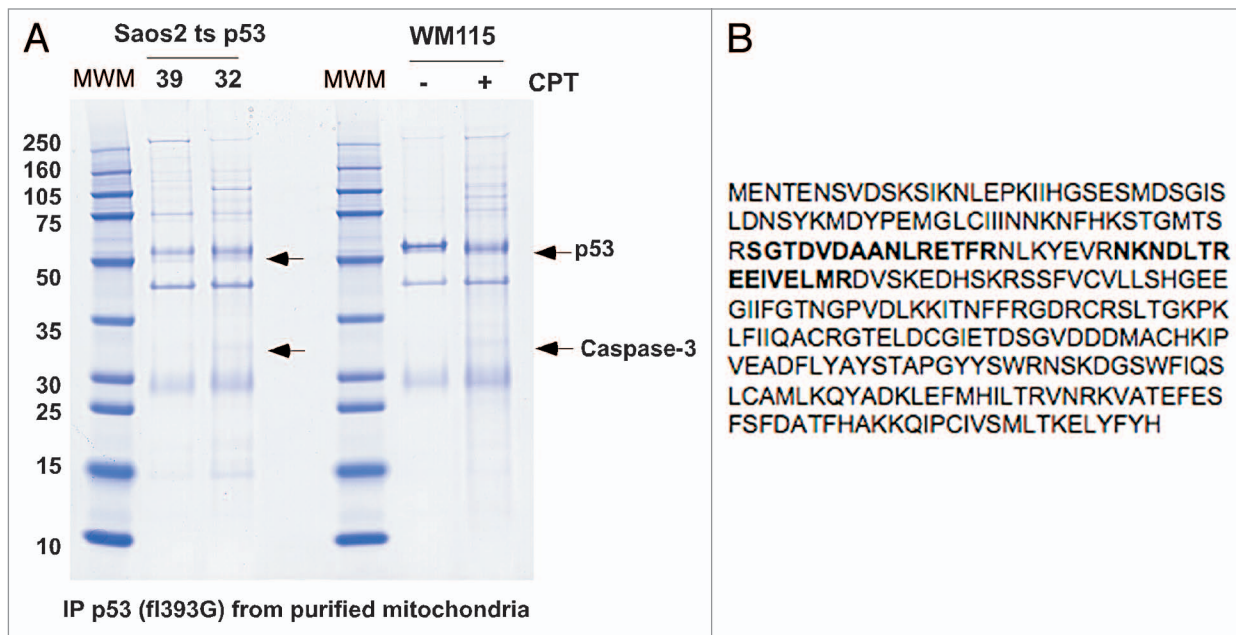 A
Saos2 ts p53
WM115
MWM 39 32 MWM - + CPT
250
160
105
75
50
35
30
25
15
10
p53
Caspase-3
IP p53 (fl393G) from purified mitochondria
B
MENTENSVDSKSIKNLEPKIIHGSESMDSGIS
LDNSYKMDYPEMGLCIIINNKNFHKSTGMTS
RSGTDVDAANLRETFRNLKYEVRNKNDLTR
EEIVELMRDVSKEDHSKRSSFVCVLLSHGEE
GIIFGTNGPVDLKKITNFFRGDRCRSLTGKPK
LFIIQACRGTELDCGIETDSGVDDDMACHKIP
VEADFLYAYSTAPGYYSWRNSKDGSWFIQS
LCAMLKQYADKLEFMHILTRVNRKVATEFES
FSFDATFHAKKQIPCIVSMLTKELYFYH